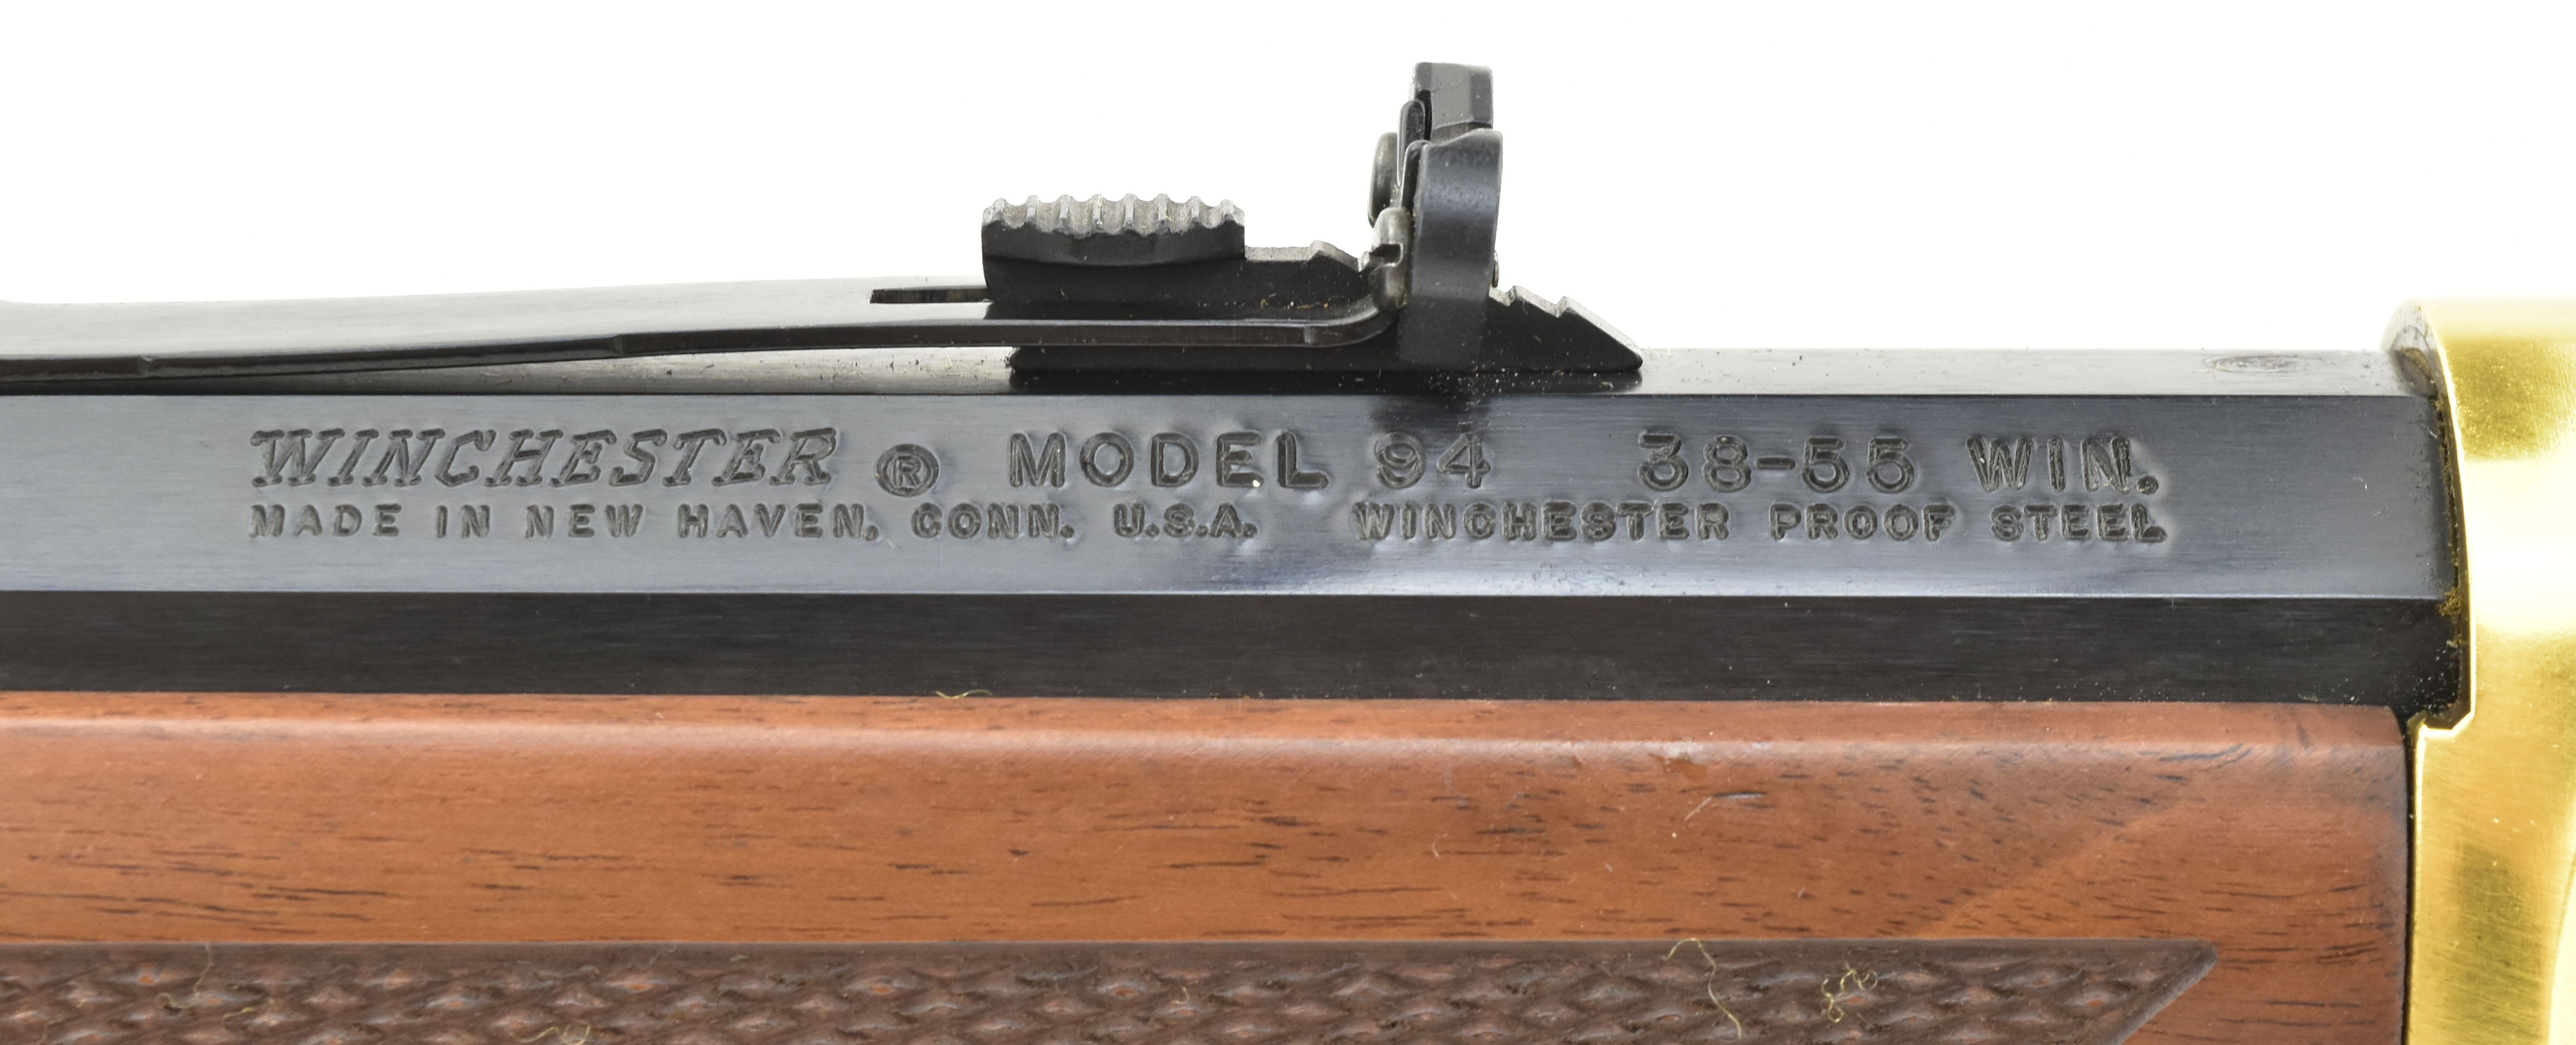 WINCHESTER ® MODEL 94 38-55 WIN.
MADE IN NEW HAVEN, CONN. U.S.A. WINCHESTER PROOF STEEL